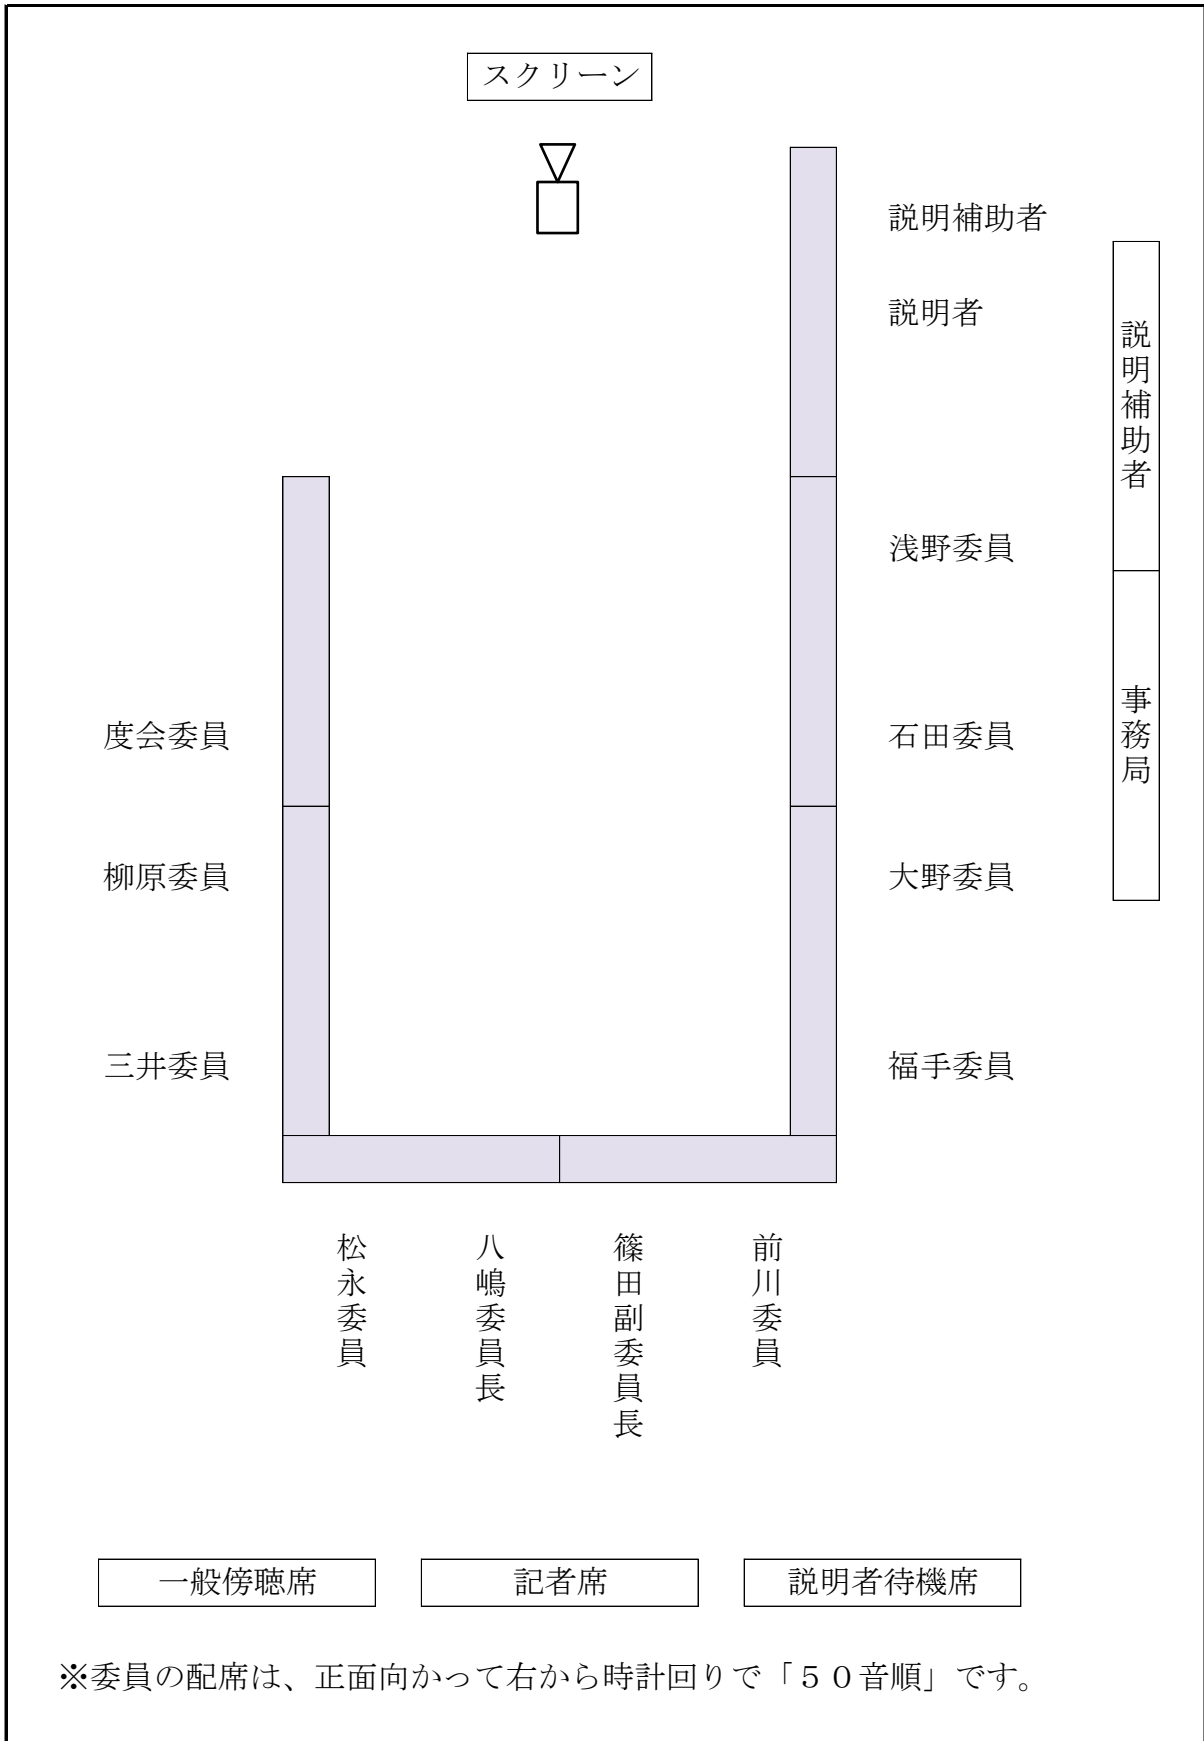 スクリーン
説明補助者
説明者
説明補助者
浅野委員
度会委員
石田委員
事務局
柳原委員
大野委員
三井委員
福手委員
松永委員
八嶋委員長
篠田副委員長
前川委員
一般傍聴席
記者席
説明者待機席
※委員の配席は、正面向かって右から時計回りで「５０音順」です。